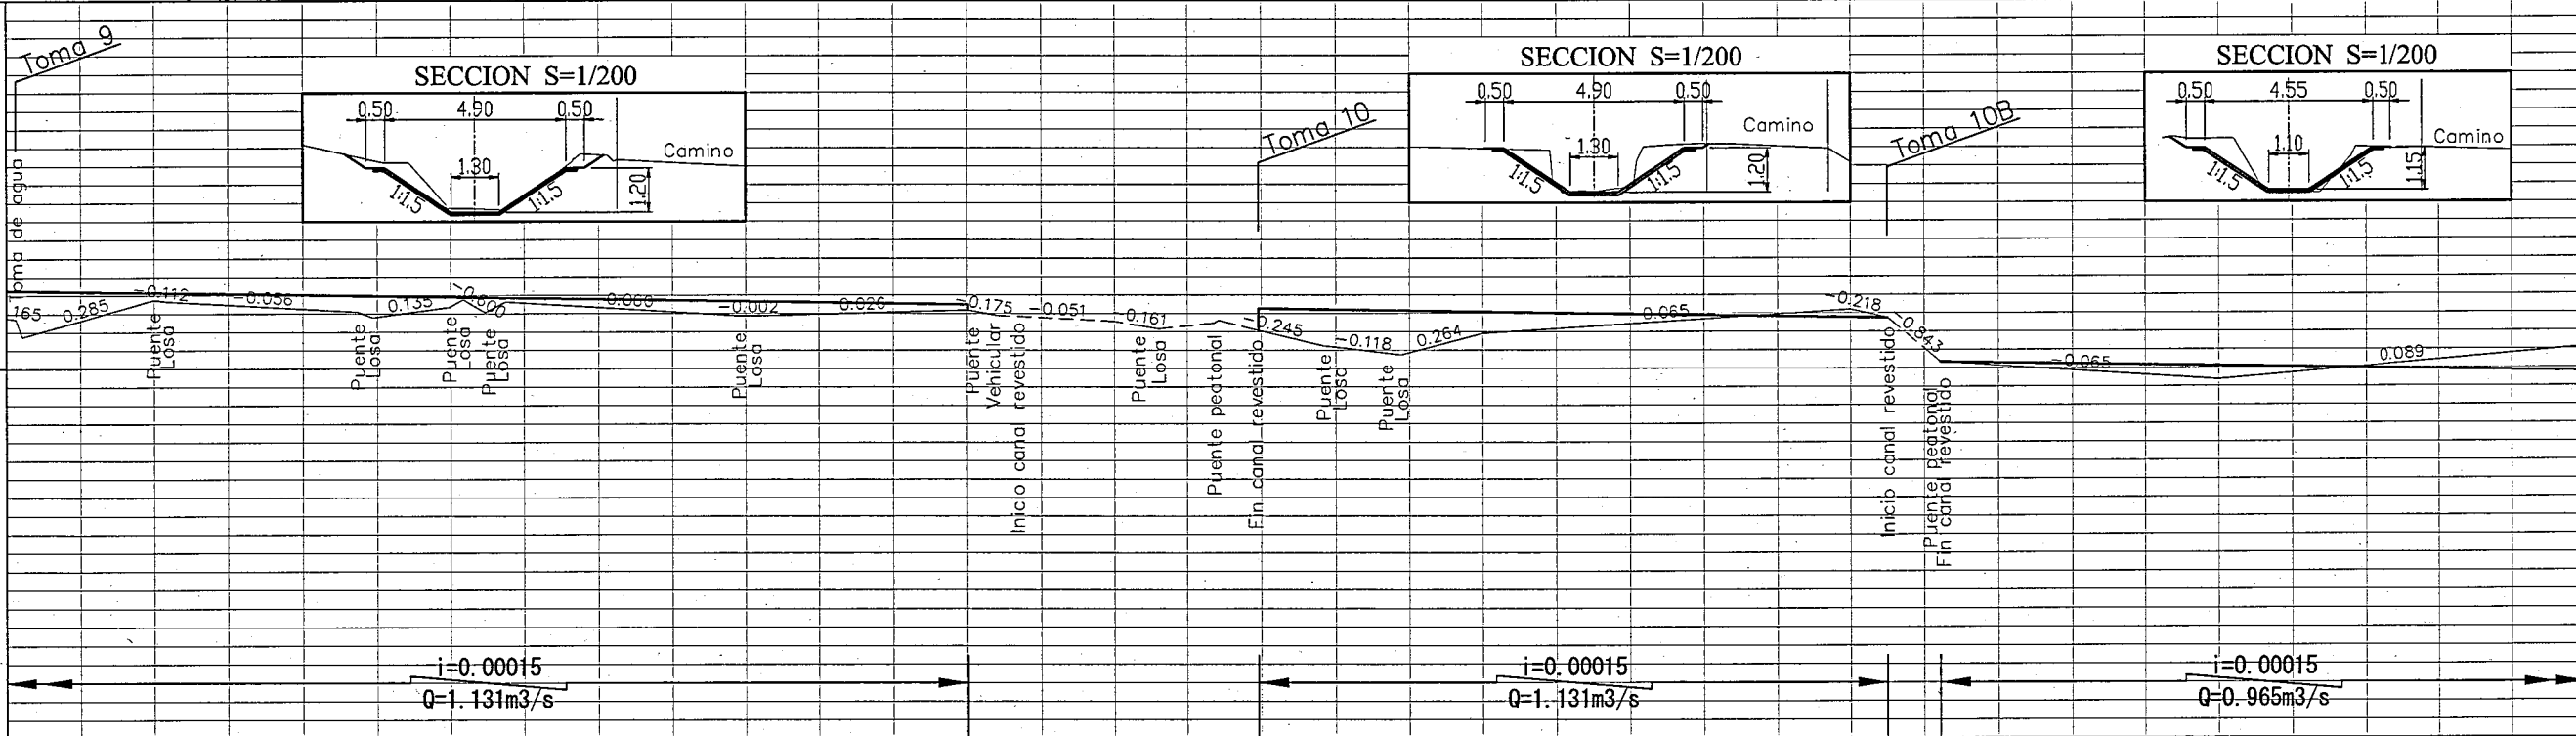 Toma 9
SECCION S=1/200
0.50 4.90 0.50
1.30
1:1.5
1:1.5
1.20
Camino
Toma 10
SECCION S=1/200
0.50 4.90 0.50
1.30
1:1.5
1:1.5
1.20
Camino
Toma 10B
SECCION S=1/200
0.50 4.55 0.50
1.10
1:1.5
1:1.5
1.15
Camino
oma de agua
165
0.285
-0.112
-0.056
0.135
0.060
-0.002
0.026
-0.175
-0.051
-0.161
-0.245
-0.118
0.264
0.065
-0.218
-0.843
-0.065
0.089
Puente
Losa
Puente
Losa
Puente
Losa
Puente
Losa
Puente
Losa
Puente
Vehicular
Inicio canal revestido
Puente
Losa
Puente peatonal
Fin canal revestido
Puente
Losa
Puente
Losa
Inicio canal revestido
Puente peatonal
Fin canal revestido
i=0.00015
Q=1.131m3/s
i=0.00015
Q=1.131m3/s
i=0.00015
Q=0.965m3/s